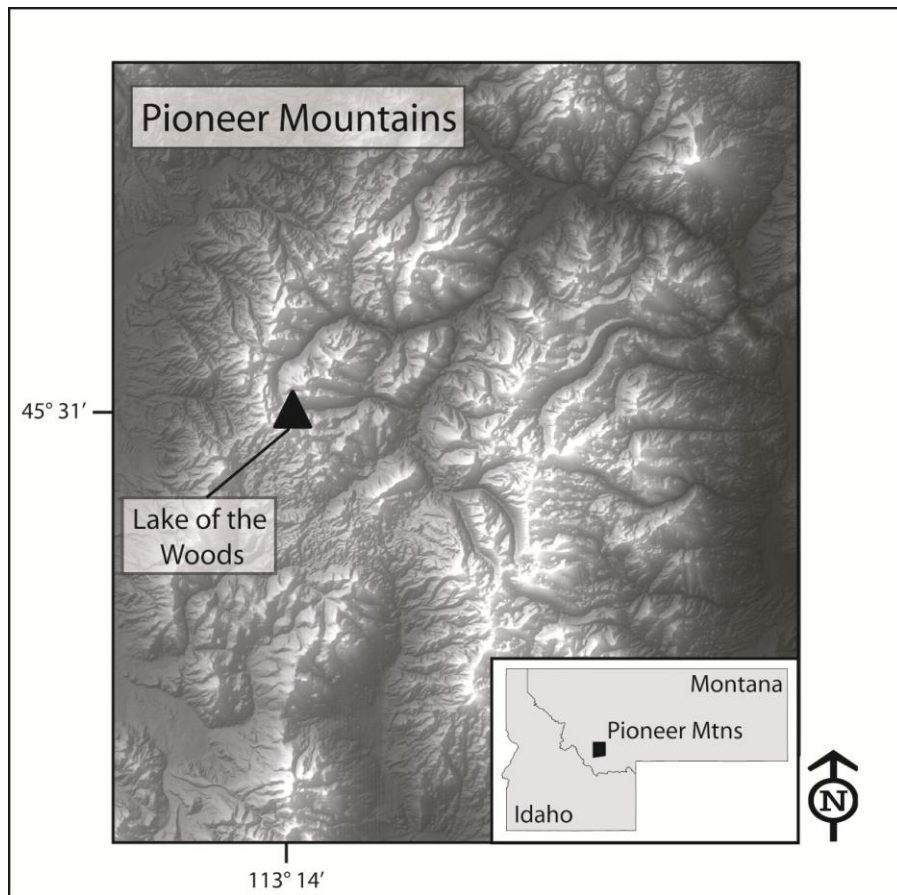 Pioneer Mountains
45° 31′
Lake of the
Woods
Montana
Pioneer Mtns
Idaho
N
113° 14′